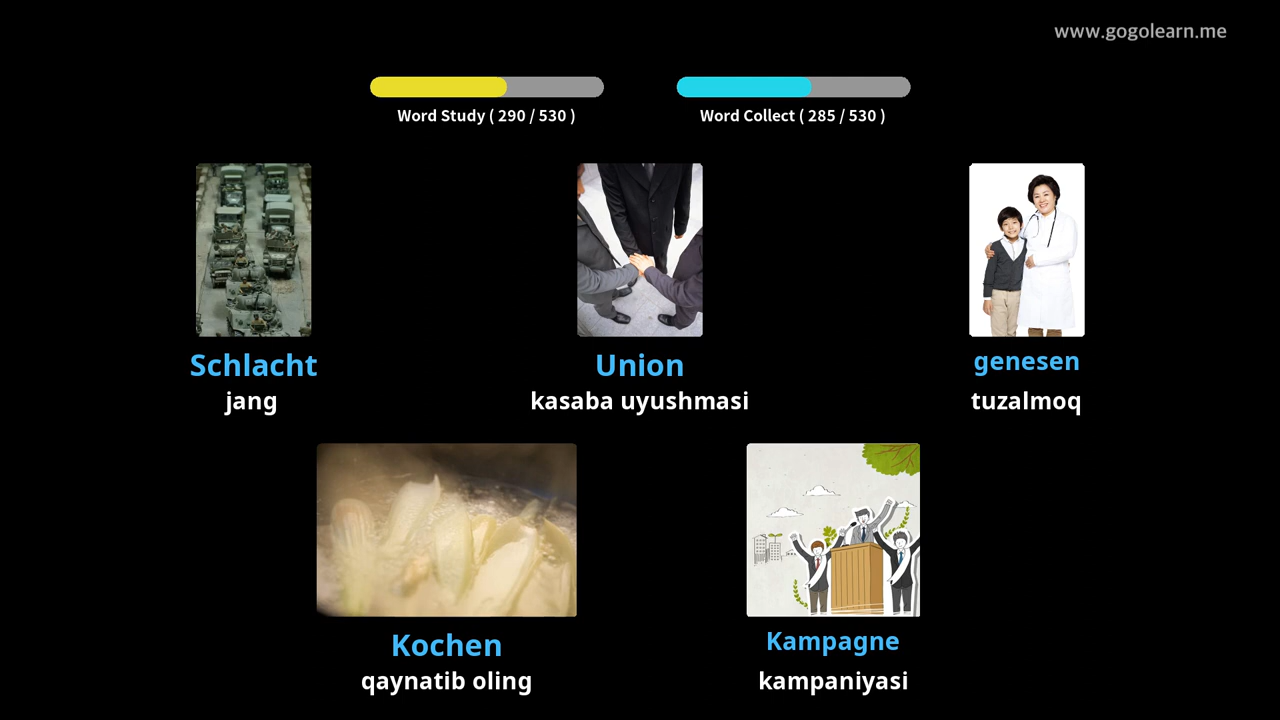 www.gogolearn.me
Word Study ( 290 / 530 )
Word Collect ( 285 / 530 )
Schlacht
jang
Union
kasaba uyushmasi
genesen
tuzalmoq
Kochen
qaynatib oling
Kampagne
kampaniyasi